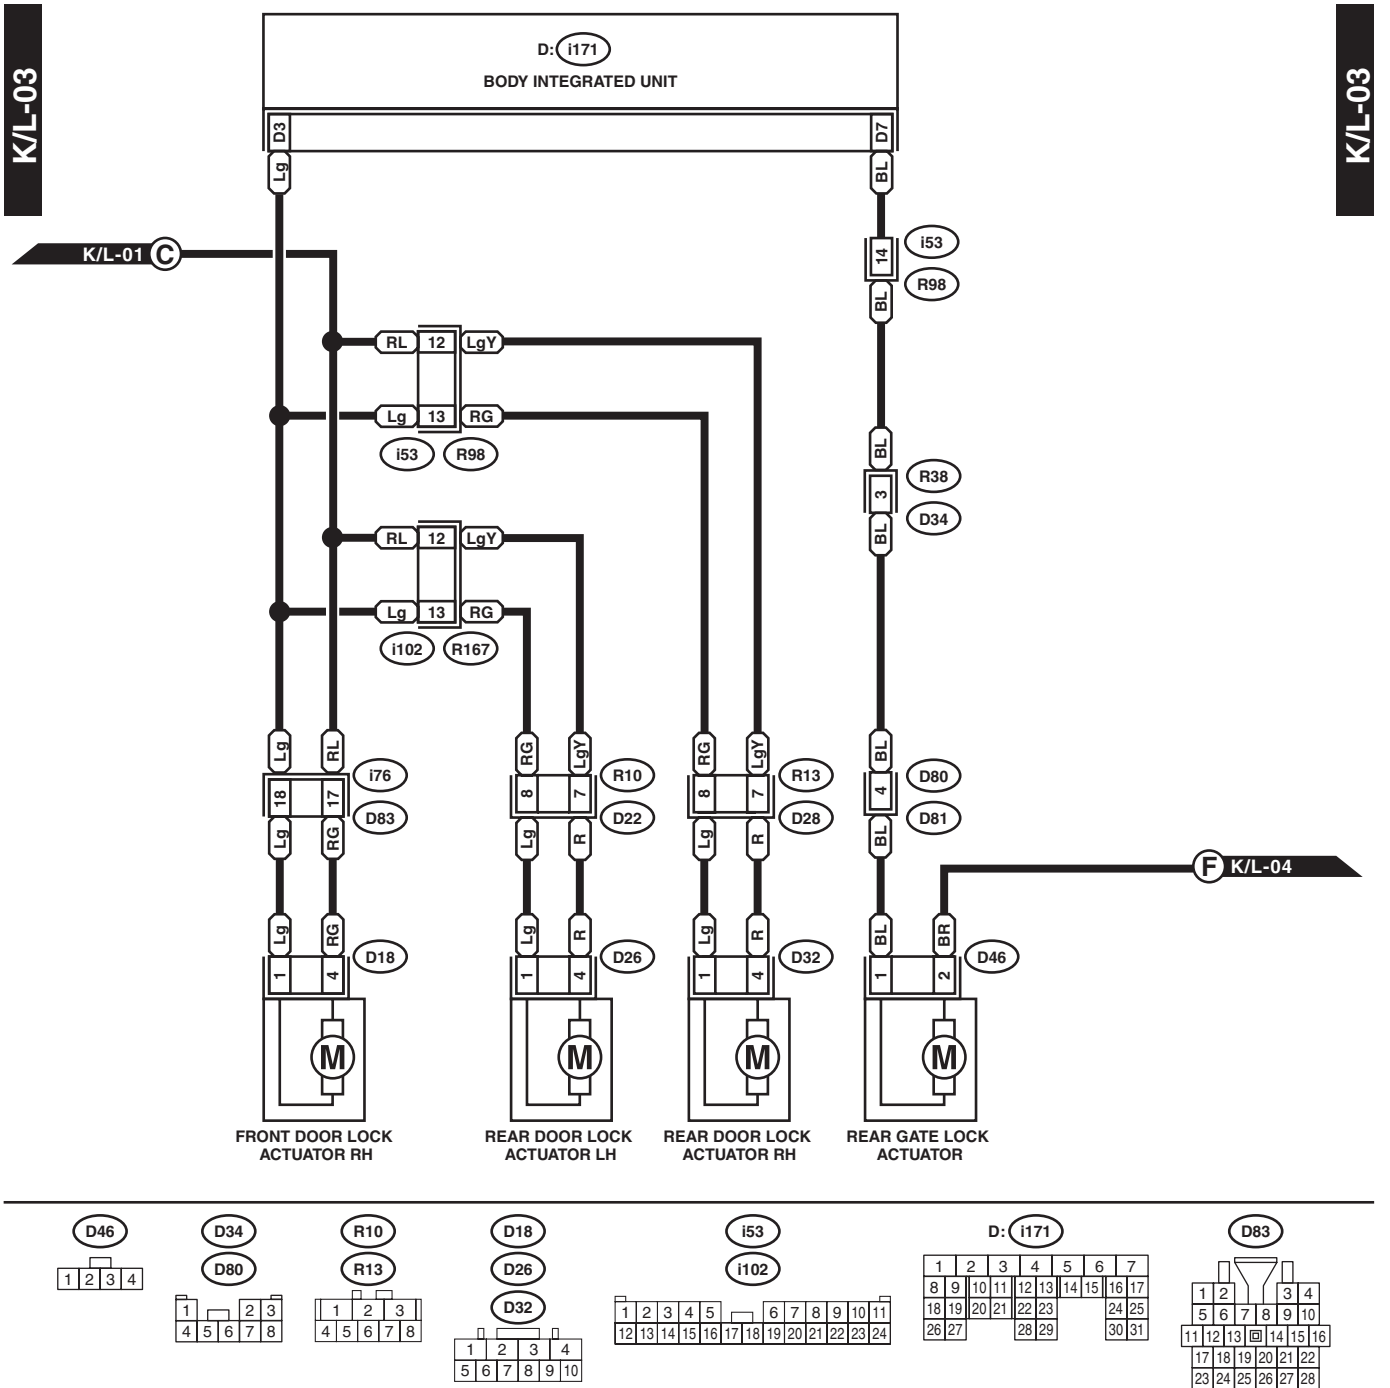 K/L-03
K/L-03
D: i171
BODY INTEGRATED UNIT
D3 D7
Lg BL
K/L-01 C
14 i53
R98
BL
RL 12 LgY
Lg 13 RG
i53 R98
BL
3 R38
D34
BL
RL 12 LgY
Lg 13 RG
i102 R167
Lg RL RG LgY RG LgY BL
18 17 i76 8 7 R10 8 7 R13 4 D80
D83 D22 D28 D81
Lg RG Lg R Lg R BL
F K/L-04
Lg RG Lg R Lg R BL BR
1 4 D18 1 4 D26 1 4 D32 1 2 D46
M M M M
FRONT DOOR LOCK
ACTUATOR RH
REAR DOOR LOCK
ACTUATOR LH
REAR DOOR LOCK
ACTUATOR RH
REAR GATE LOCK
ACTUATOR
D46
1 2 3 4
D34
D80
1 2 3
4 5 6 7 8
R10
R13
1 2 3
4 5 6 7 8
D18
D26
D32
1 2 3 4
5 6 7 8 9 10
i53
i102
1 2 3 4 5 6 7 8 9 10 11
12 13 14 15 16 17 18 19 20 21 22 23 24
D: i171
1 2 3 4 5 6 7
8 9 10 11 12 13 14 15 16 17
18 19 20 21 22 23 24 25
26 27 28 29 30 31
D83
1 2 3 4
5 6 7 8 9 10
11 12 13 14 15 16
17 18 19 20 21 22
23 24 25 26 27 28